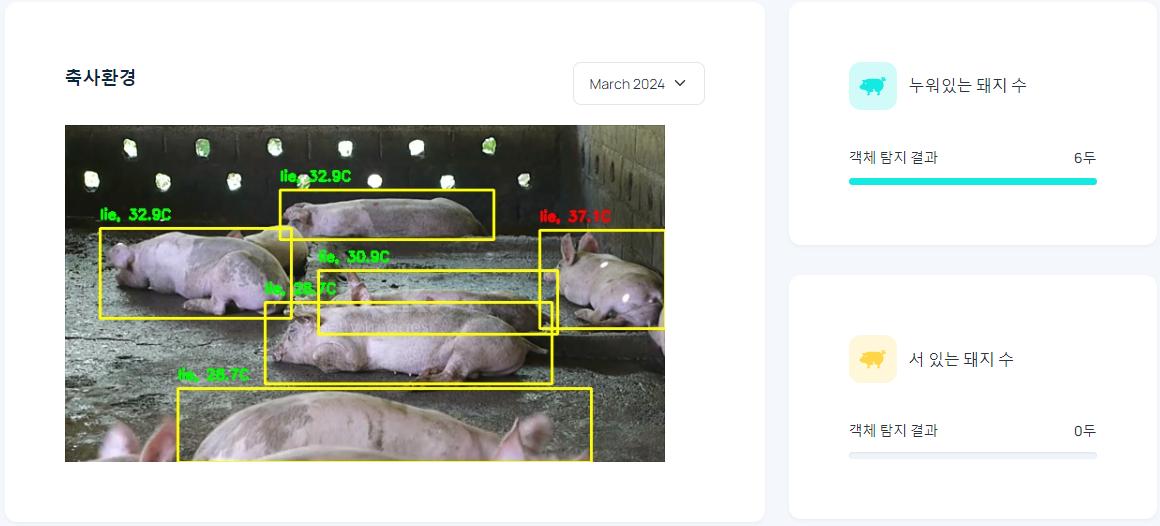 축사환경
March 2024
lie, 32.9C
lie, 32.9C
lie, 37.1C
lie, 30.9C
lie, 28.7C
lie, 28.7C
누워있는 돼지 수
객체 탐지 결과 6두
서 있는 돼지 수
객체 탐지 결과 0두